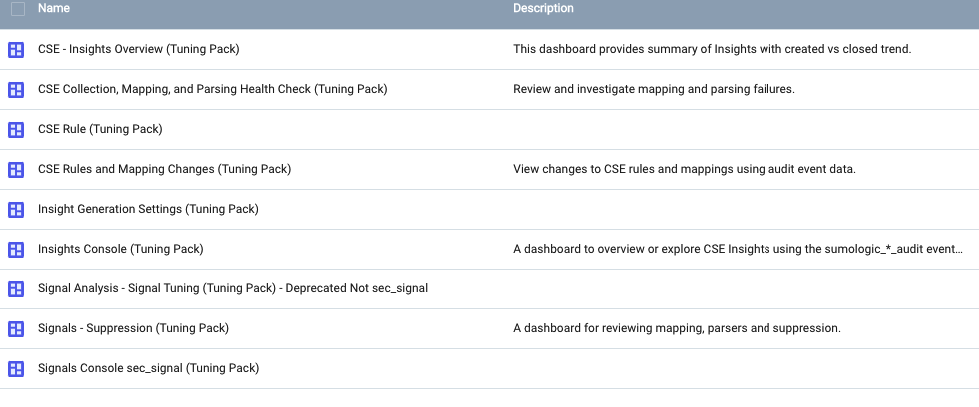 Name Description
CSE - Insights Overview (Tuning Pack) This dashboard provides summary of Insights with created vs closed trend.
CSE Collection, Mapping, and Parsing Health Check (Tuning Pack) Review and investigate mapping and parsing failures.
CSE Rule (Tuning Pack)
CSE Rules and Mapping Changes (Tuning Pack) View changes to CSE rules and mappings using audit event data.
Insight Generation Settings (Tuning Pack)
Insights Console (Tuning Pack) A dashboard to overview or explore CSE Insights using the sumologic_*_audit event...
Signal Analysis - Signal Tuning (Tuning Pack) - Deprecated Not sec_signal
Signals - Suppression (Tuning Pack) A dashboard for reviewing mapping, parsers and suppression.
Signals Console sec_signal (Tuning Pack)